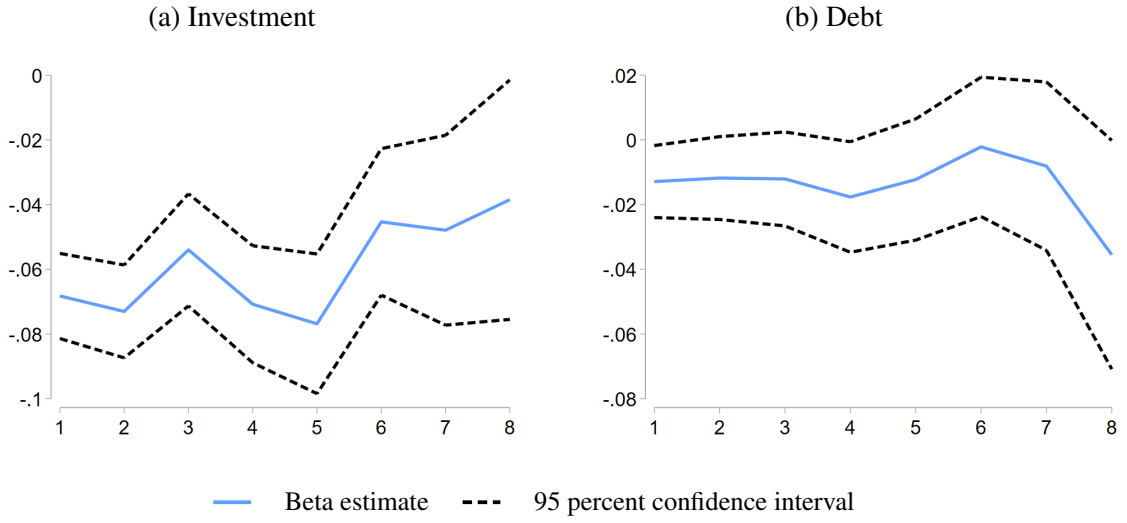 (a) Investment
0
-.02
-.04
-.06
-.08
-.1
1 2 3 4 5 6 7 8
(b) Debt
.02
0
-.02
-.04
-.06
-.08
1 2 3 4 5 6 7 8
Beta estimate 95 percent confidence interval